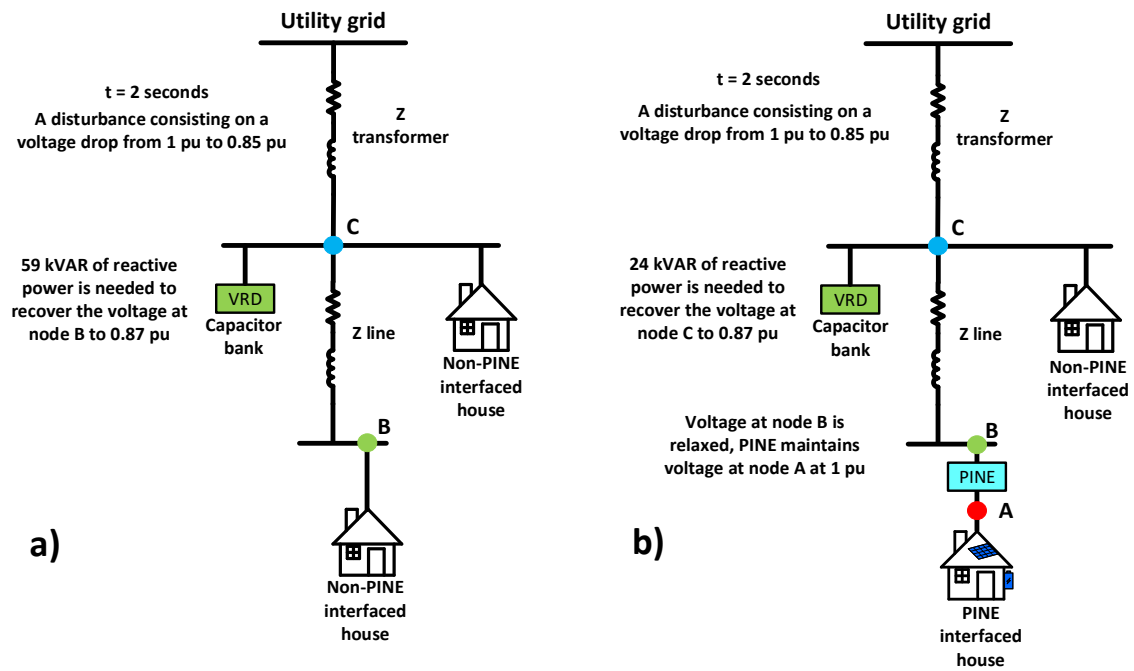 Utility grid
t = 2 seconds
A disturbance consisting on a
voltage drop from 1 pu to 0.85 pu
Z
transformer
C
59 kVAR of reactive
power is needed to
recover the voltage at
node B to 0.87 pu
VRD
Capacitor
bank
Z line
Non-PINE
interfaced
house
B
a)
Non-PINE
interfaced
house
Utility grid
t = 2 seconds
A disturbance consisting on a
voltage drop from 1 pu to 0.85 pu
Z
transformer
C
24 kVAR of reactive
power is needed to
recover the voltage at
node C to 0.87 pu
VRD
Capacitor
bank
Z line
Non-PINE
interfaced
house
Voltage at node B is
relaxed, PINE maintains
voltage at node A at 1 pu
B
PINE
A
b)
PINE
interfaced
house